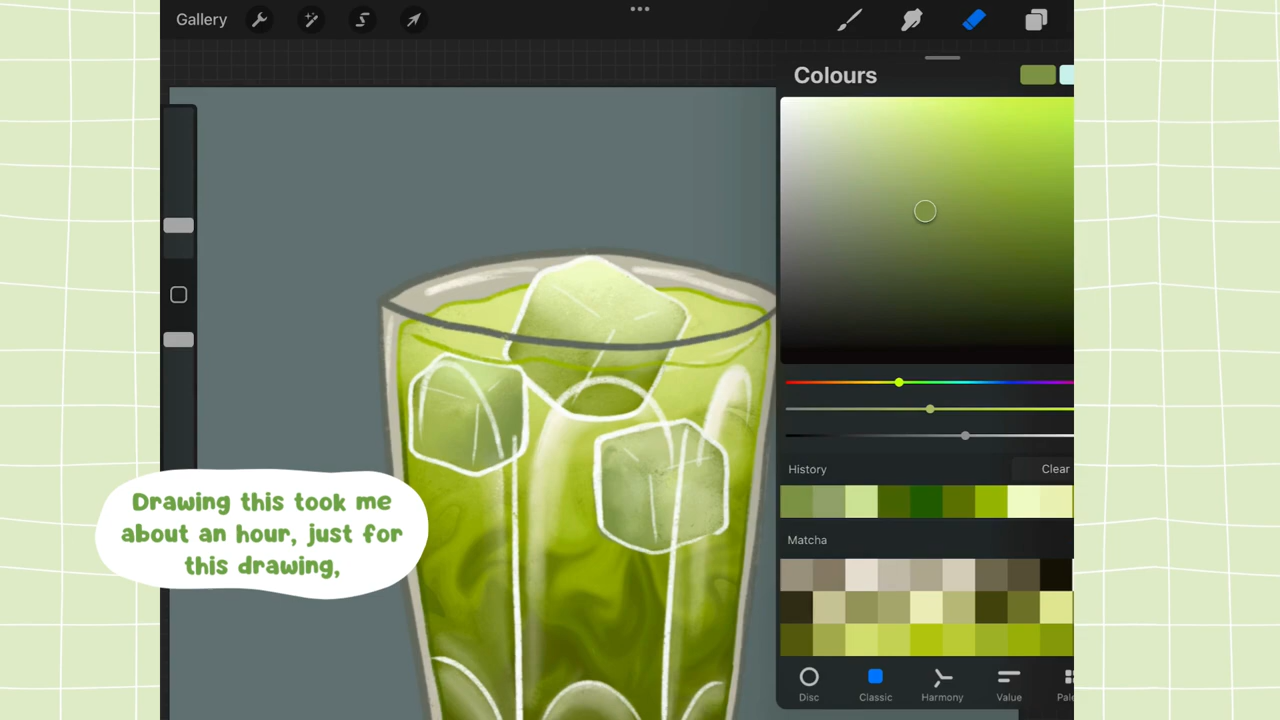 Gallery
Colours
History
Clear
Matcha
Disc
Classic
Harmony
Value
Drawing this took me
about an hour, just for
this drawing,